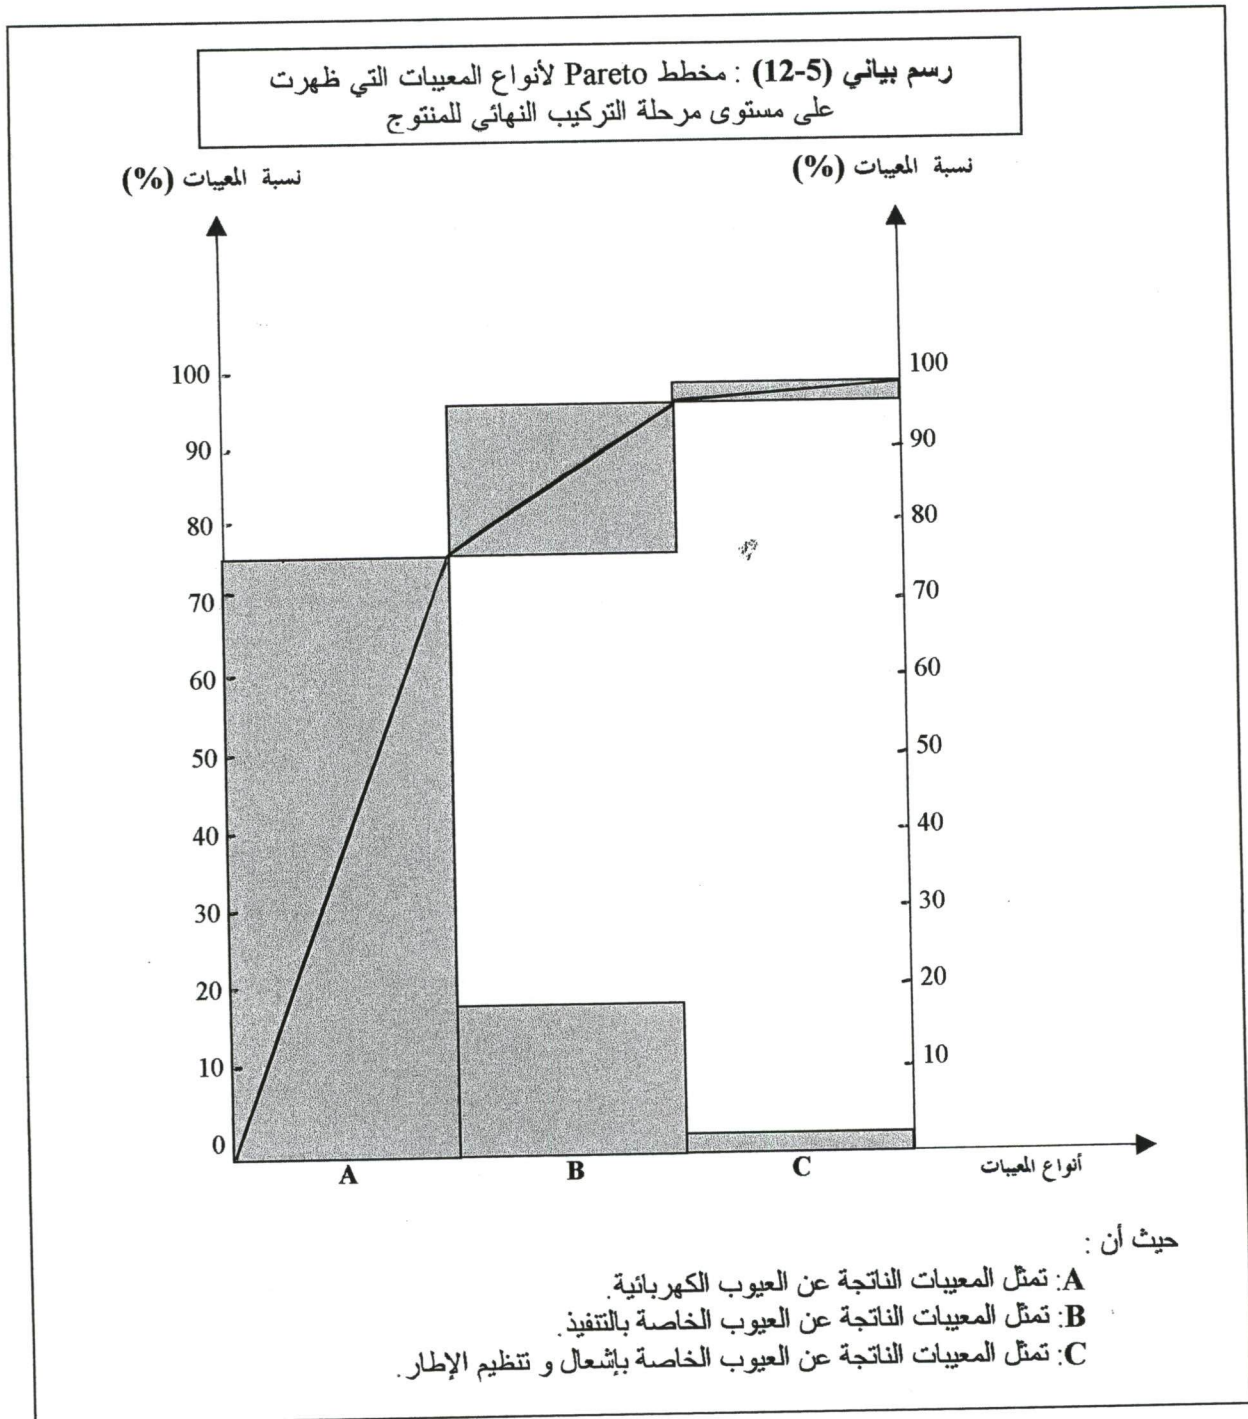 رسم بياني (5-12) : مخطط Pareto لأنواع المعيبات التي ظهرت
على مستوى مرحلة التركيب النهائي للمنتوج
نسبة المعيبات (%)
نسبة المعيبات (%)
100
90
80
70
60
50
40
30
20
10
0
100
90
80
70
60
50
40
30
20
10
A
B
C
أنواع المعيبات
حيث أن :
A: تمثل المعيبات الناتجة عن العيوب الكهربائية.
B: تمثل المعيبات الناتجة عن العيوب الخاصة بالتنفيذ.
C: تمثل المعيبات الناتجة عن العيوب الخاصة بإشعال و تنظيم الإطار.